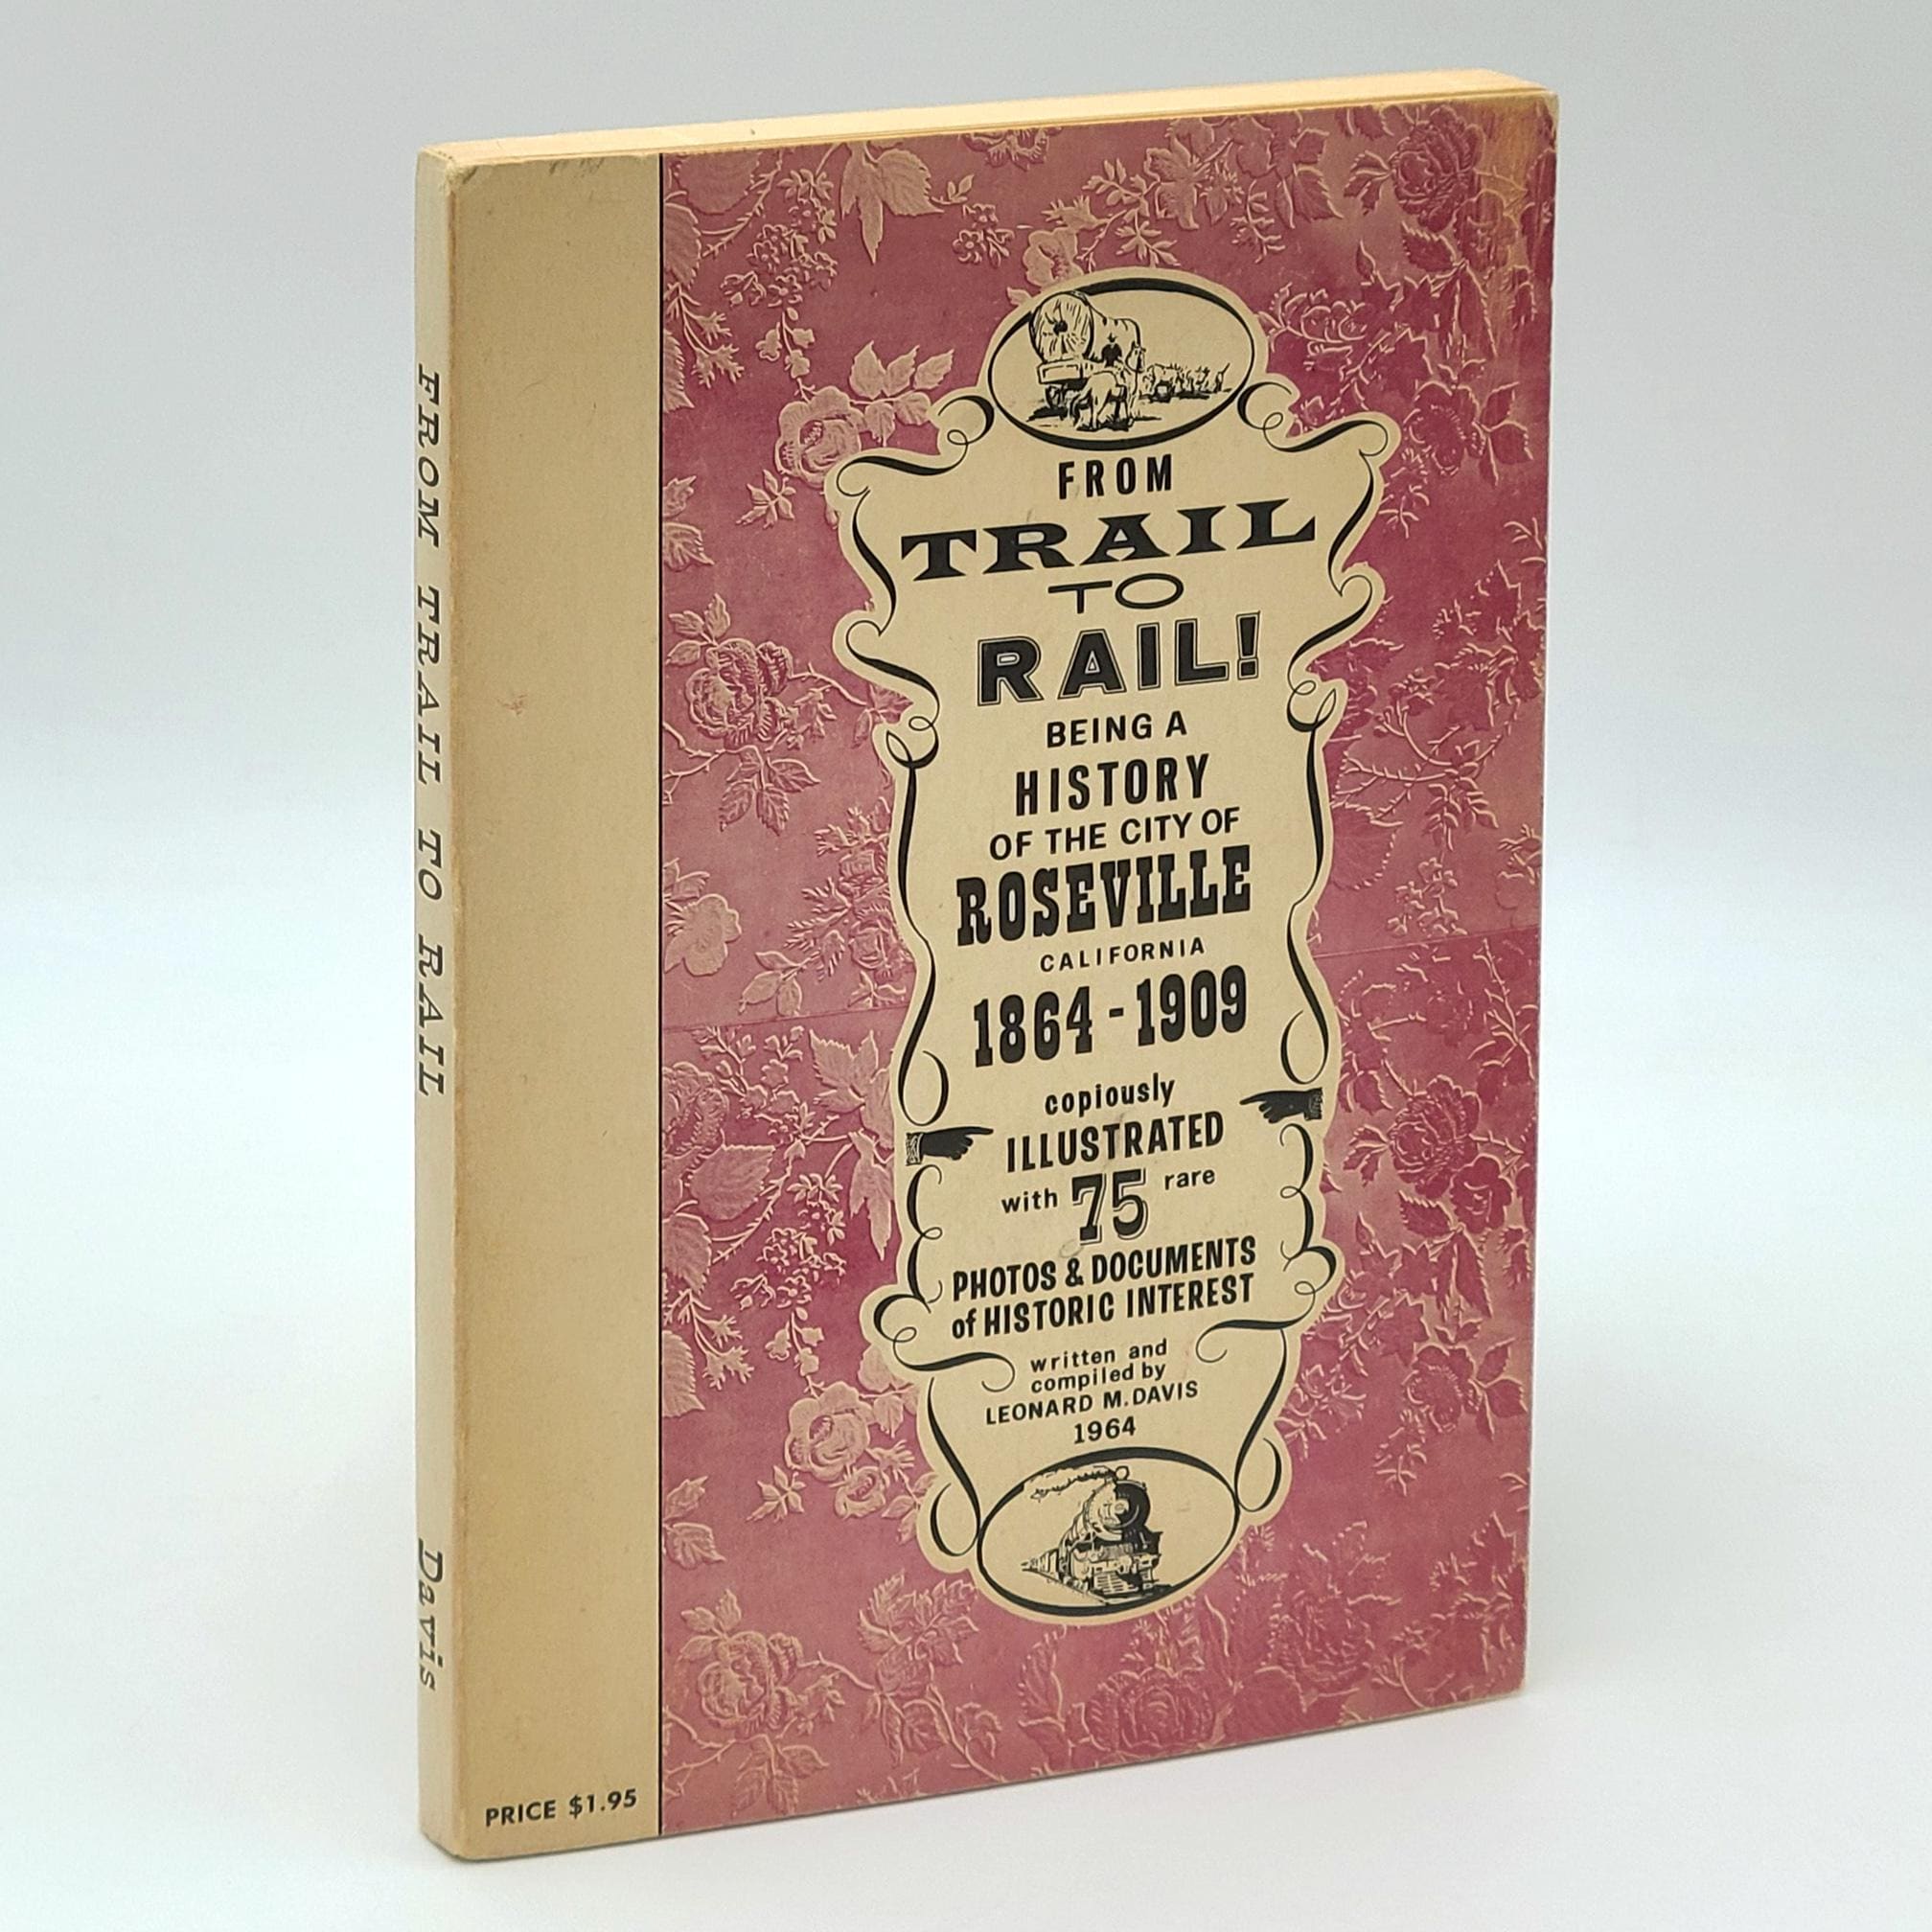 FROM TRAIL TO RAIL
Davis
FROM
TRAIL
TO
RAIL!
BEING A
HISTORY
OF THE CITY OF
ROSEVILLE
CALIFORNIA
1864-1909
copiously
ILLUSTRATED
with 75 rare
PHOTOS & DOCUMENTS
of HISTORIC INTEREST
written and
compiled by
LEONARD M. DAVIS
1964
PRICE $1.95